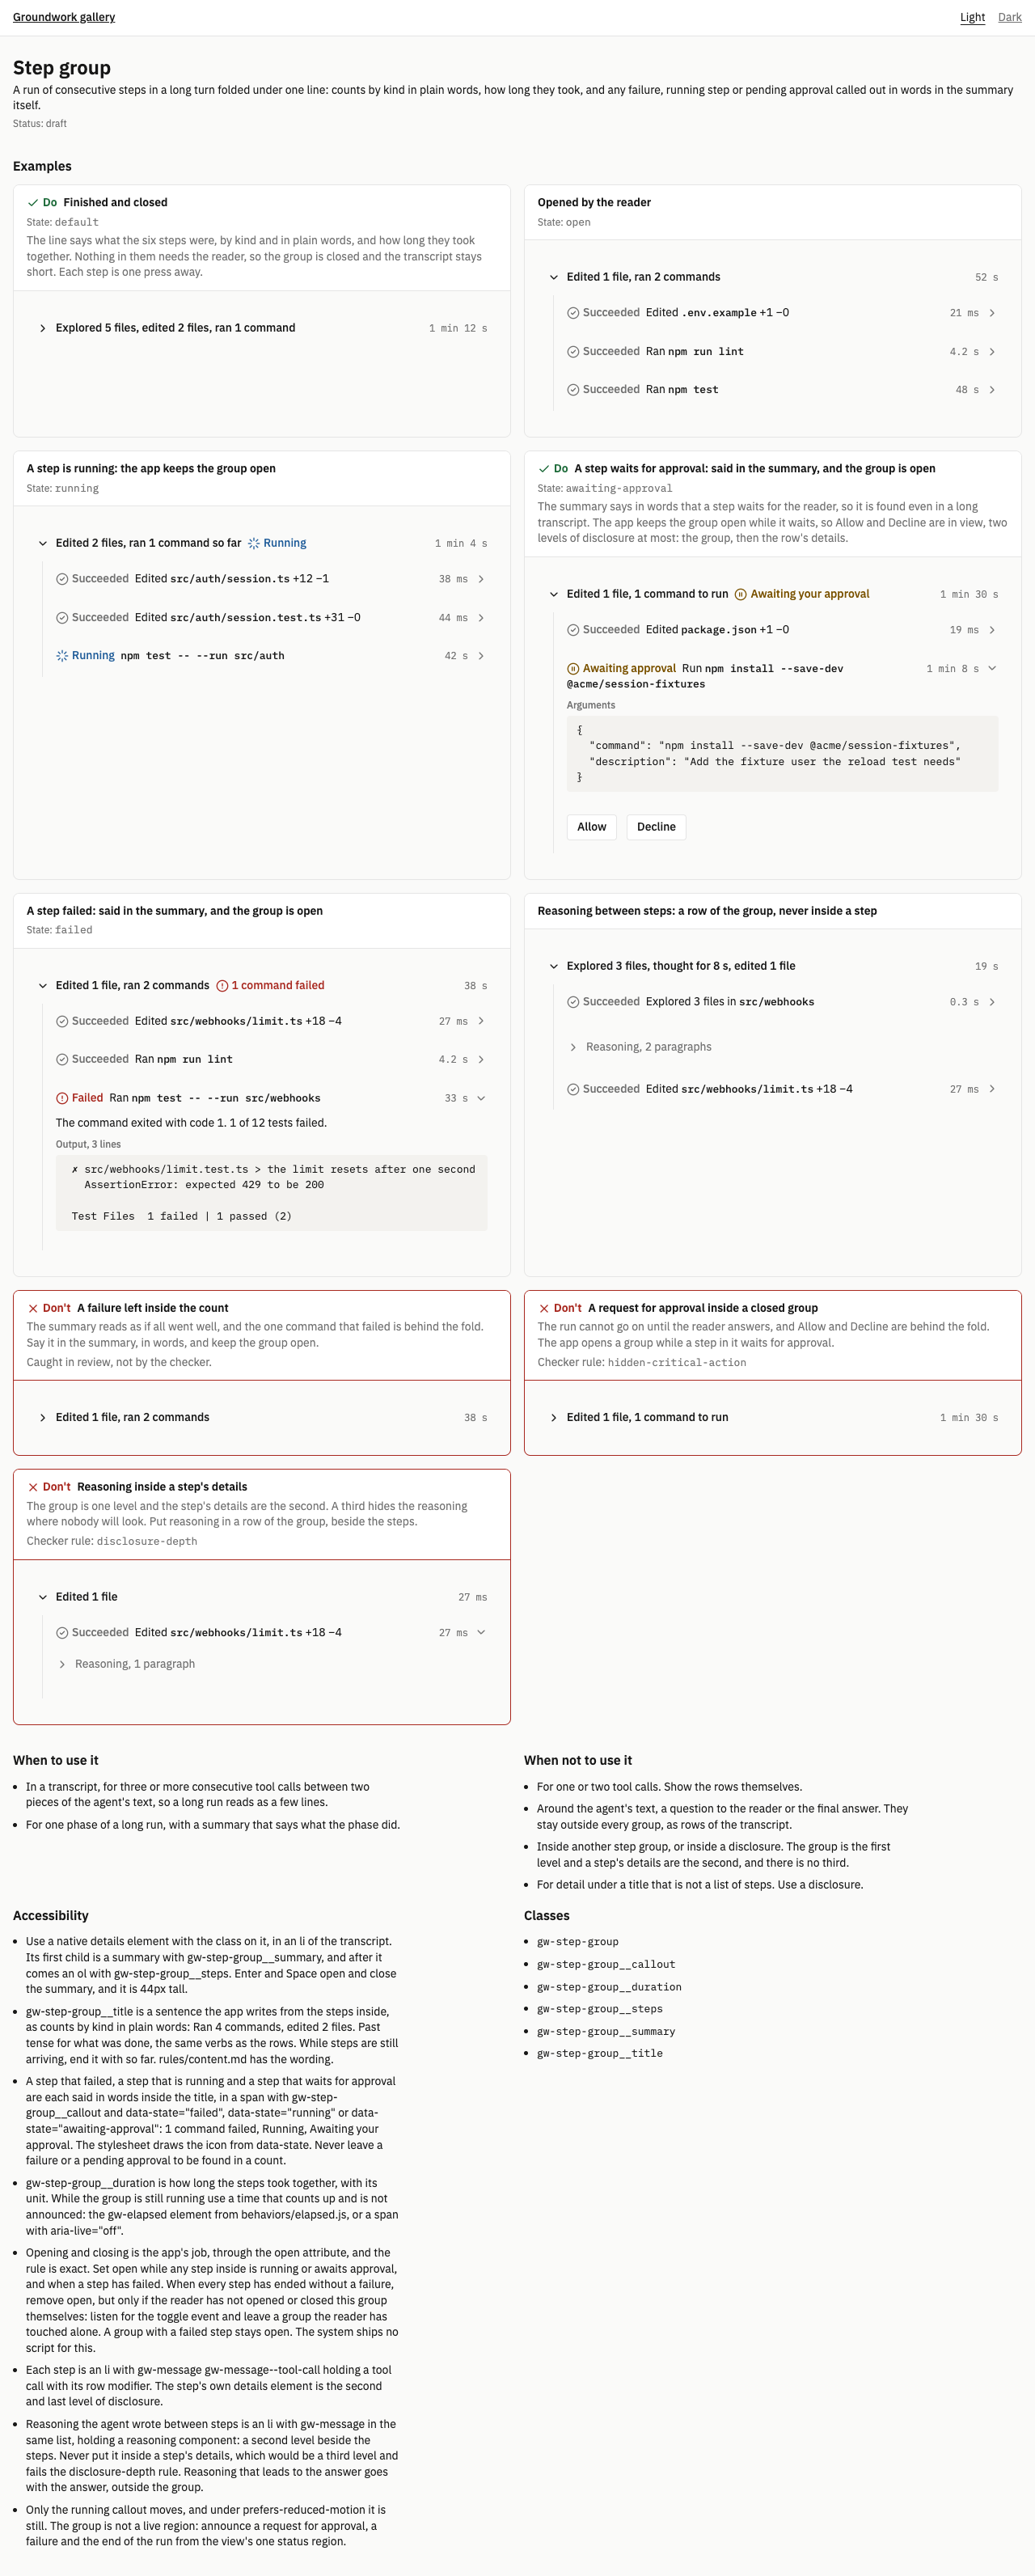 Groundwork gallery
Light Dark
Step group
A run of consecutive steps in a long turn folded under one line: counts by kind in plain words, how long they took, and any failure, running step or pending approval called out in words in the summary
itself.
Status: draft
Examples
Do Finished and closed
State: default
The line says what the six steps were, by kind and in plain words, and how long they took
together. Nothing in them needs the reader, so the group is closed and the transcript stays
short. Each step is one press away.
Explored 5 files, edited 2 files, ran 1 command 1 min 12 s
Opened by the reader
State: open
Edited 1 file, ran 2 commands 52 s
Succeeded Edited .env.example +1 −0 21 ms
Succeeded Ran npm run lint 4.2 s
Succeeded Ran npm test 48 s
A step is running: the app keeps the group open
State: running
Edited 2 files, ran 1 command so far Running 1 min 4 s
Succeeded Edited src/auth/session.ts +12 −1 38 ms
Succeeded Edited src/auth/session.test.ts +31 −0 44 ms
Running npm test -- --run src/auth 42 s
Do A step waits for approval: said in the summary, and the group is open
State: awaiting-approval
The summary says in words that a step waits for the reader, so it is found even in a long
transcript. The app keeps the group open while it waits, so Allow and Decline are in view, two
levels of disclosure at most: the group, then the row's details.
Edited 1 file, 1 command to run Awaiting your approval 1 min 30 s
Succeeded Edited package.json +1 −0 19 ms
Awaiting approval Run npm install --save-dev 1 min 8 s
@acme/session-fixtures
Arguments
{
"command": "npm install --save-dev @acme/session-fixtures",
"description": "Add the fixture user the reload test needs"
}
Allow Decline
A step failed: said in the summary, and the group is open
State: failed
Edited 1 file, ran 2 commands 1 command failed 38 s
Succeeded Edited src/webhooks/limit.ts +18 −4 27 ms
Succeeded Ran npm run lint 4.2 s
Failed Ran npm test -- --run src/webhooks 33 s
The command exited with code 1. 1 of 12 tests failed.
Output, 3 lines
✗ src/webhooks/limit.test.ts > the limit resets after one second
AssertionError: expected 429 to be 200
Test Files 1 failed | 1 passed (2)
Reasoning between steps: a row of the group, never inside a step
Explored 3 files, thought for 8 s, edited 1 file 19 s
Succeeded Explored 3 files in src/webhooks 0.3 s
Reasoning, 2 paragraphs
Succeeded Edited src/webhooks/limit.ts +18 −4 27 ms
Don't A failure left inside the count
The summary reads as if all went well, and the one command that failed is behind the fold.
Say it in the summary, in words, and keep the group open.
Caught in review, not by the checker.
Edited 1 file, ran 2 commands 38 s
Don't A request for approval inside a closed group
The run cannot go on until the reader answers, and Allow and Decline are behind the fold.
The app opens a group while a step in it waits for approval.
Checker rule: hidden-critical-action
Edited 1 file, 1 command to run 1 min 30 s
Don't Reasoning inside a step's details
The group is one level and the step's details are the second. A third hides the reasoning
where nobody will look. Put reasoning in a row of the group, beside the steps.
Checker rule: disclosure-depth
Edited 1 file 27 ms
Succeeded Edited src/webhooks/limit.ts +18 −4 27 ms
Reasoning, 1 paragraph
When to use it
In a transcript, for three or more consecutive tool calls between two
pieces of the agent's text, so a long run reads as a few lines.
For one phase of a long run, with a summary that says what the phase did.
When not to use it
For one or two tool calls. Show the rows themselves.
Around the agent's text, a question to the reader or the final answer. They
stay outside every group, as rows of the transcript.
Inside another step group, or inside a disclosure. The group is the first
level and a step's details are the second, and there is no third.
For detail under a title that is not a list of steps. Use a disclosure.
Accessibility
Use a native details element with the class on it, in an li of the transcript.
Its first child is a summary with gw-step-group__summary, and after it
comes an ol with gw-step-group__steps. Enter and Space open and close
the summary, and it is 44px tall.
gw-step-group__title is a sentence the app writes from the steps inside,
as counts by kind in plain words: Ran 4 commands, edited 2 files. Past
tense for what was done, the same verbs as the rows. While steps are still
arriving, end it with so far. rules/content.md has the wording.
A step that failed, a step that is running and a step that waits for approval
are each said in words inside the title, in a span with gw-step-
group__callout and data-state="failed", data-state="running" or data-
state="awaiting-approval": 1 command failed, Running, Awaiting your
approval. The stylesheet draws the icon from data-state. Never leave a
failure or a pending approval to be found in a count.
gw-step-group__duration is how long the steps took together, with its
unit. While the group is still running use a time that counts up and is not
announced: the gw-elapsed element from behaviors/elapsed.js, or a span
with aria-live="off".
Opening and closing is the app's job, through the open attribute, and the
rule is exact. Set open while any step inside is running or awaits approval,
and when a step has failed. When every step has ended without a failure,
remove open, but only if the reader has not opened or closed this group
themselves: listen for the toggle event and leave a group the reader has
touched alone. A group with a failed step stays open. The system ships no
script for this.
Each step is an li with gw-message gw-message--tool-call holding a tool
call with its row modifier. The step's own details element is the second
and last level of disclosure.
Reasoning the agent wrote between steps is an li with gw-message in the
same list, holding a reasoning component: a second level beside the
steps. Never put it inside a step's details, which would be a third level and
fails the disclosure-depth rule. Reasoning that leads to the answer goes
with the answer, outside the group.
Only the running callout moves, and under prefers-reduced-motion it is
still. The group is not a live region: announce a request for approval, a
failure and the end of the run from the view's one status region.
Classes
gw-step-group
gw-step-group__callout
gw-step-group__duration
gw-step-group__steps
gw-step-group__summary
gw-step-group__title